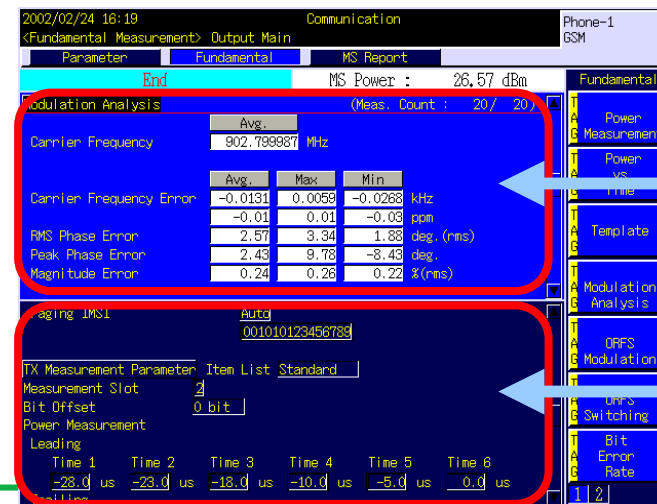 2002/02/24 16:19 Communication Phone-1
<Fundamental Measurement> Output Main GSM
Parameter Fundamental MS Report
End MS Power : 26.57 dBm Fundamental
Modulation Analysis (Meas. Count : 20/ 20)
Avg.
Carrier Frequency 902.799987 MHz
Avg. Max Min
Carrier Frequency Error -0.0131 0.0059 -0.0268 kHz
-0.01 0.01 -0.03 ppm
RMS Phase Error 2.57 3.34 1.88 deg.(rms)
Peak Phase Error 2.43 9.78 -8.43 deg.
Magnitude Error 0.24 0.26 0.22 %(rms)
Paging IMSI Auto
001010123456789
TX Measurement Parameter Item List Standard
Measurement Slot 2
Bit Offset 0 bit
Power Measurement
Leading
Time 1 Time 2 Time 3 Time 4 Time 5 Time 6
-28.0 us -23.0 us -18.0 us -10.0 us -5.0 us 0.0 us
Trailing
TAG Power Measurement
TAG Power vs Time
TAG Template
TAG Modulation Analysis
TAG ORFS Modulation
TAG ORFS Switching
TAG Bit Error Rate
1 2